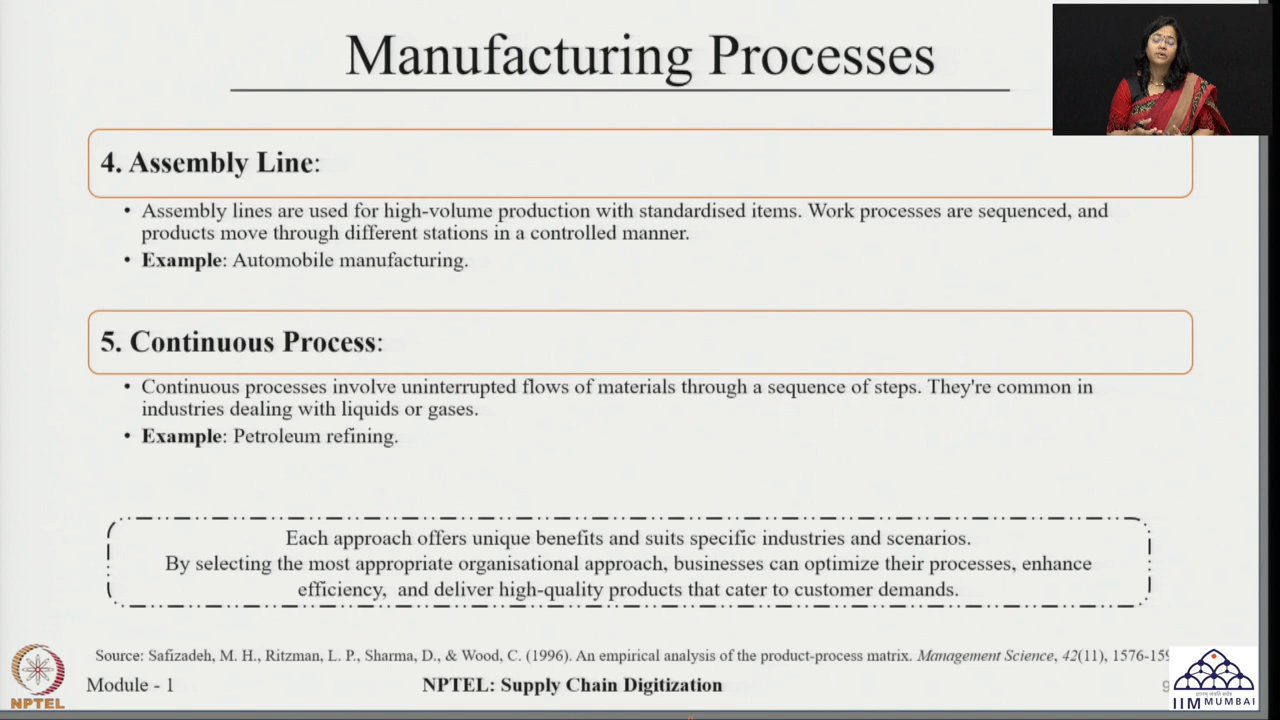 Manufacturing Processes
4. Assembly Line:
• Assembly lines are used for high-volume production with standardised items. Work processes are sequenced, and
products move through different stations in a controlled manner.
• Example: Automobile manufacturing.
5. Continuous Process:
• Continuous processes involve uninterrupted flows of materials through a sequence of steps. They're common in
industries dealing with liquids or gases.
• Example: Petroleum refining.
Each approach offers unique benefits and suits specific industries and scenarios.
By selecting the most appropriate organisational approach, businesses can optimize their processes, enhance
efficiency, and deliver high-quality products that cater to customer demands.
Source: Safizadeh, M. H., Ritzman, L. P., Sharma, D., & Wood, C. (1996). An empirical analysis of the product-process matrix. Management Science, 42(11), 1576-159
Module - 1
NPTEL: Supply Chain Digitization
9
NPTEL
IIM MUMBAI